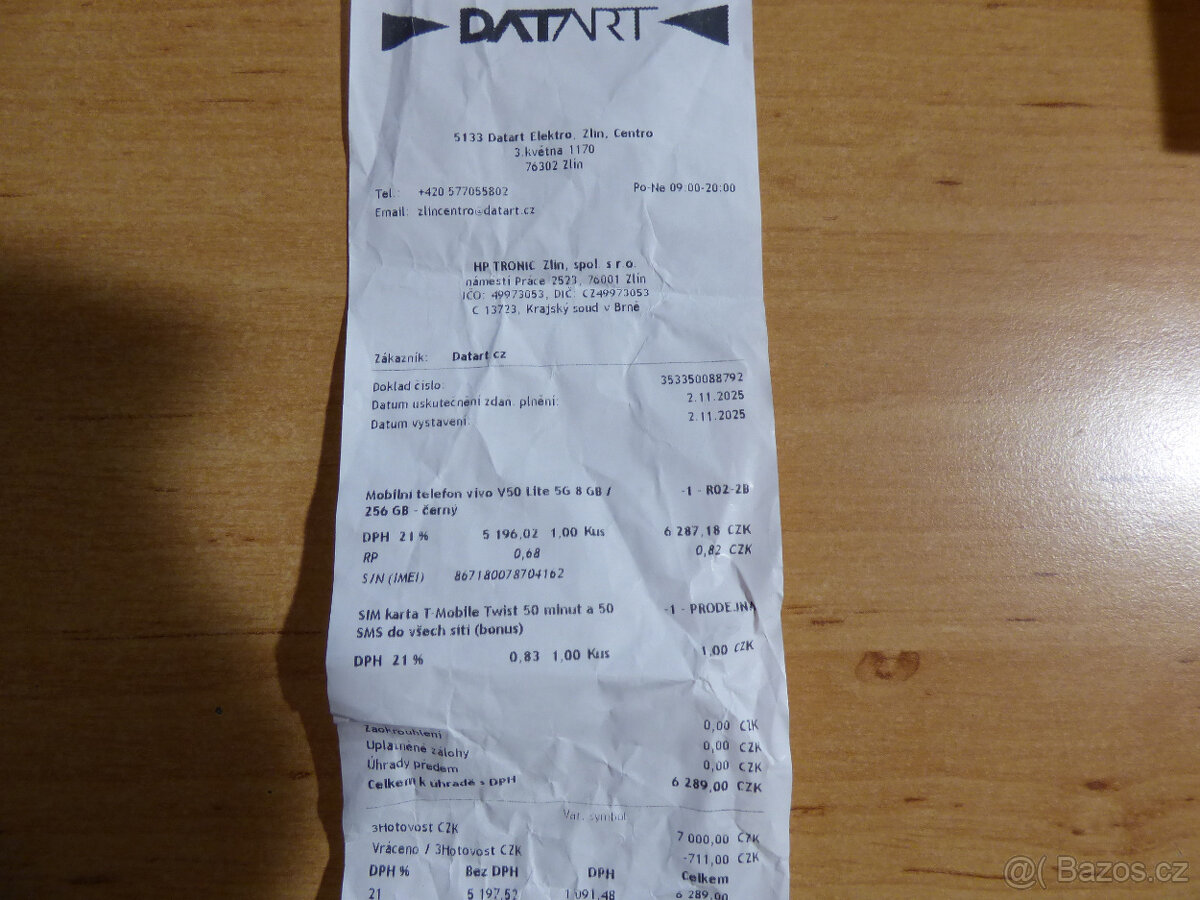 DATART
5133 Datart Elektro, Zlín, Centro
3.května 1170
76302 Zlín
Tel.: +420 577055802 Po-Ne 09:00-20:00
Email: zlincentro@datart.cz
HP TRONIC Zlín, spol. s r.o.
náměstí Práce 2523, 76001 Zlín
IČO: 49973053, DIČ: CZ49973053
C 13723, Krajský soud v Brně
Zákazník: Datart cz
Doklad číslo: 353350088792
Datum uskutečnění zdan. plnění: 2.11.2025
Datum vystavení: 2.11.2025
Mobilní telefon vivo V50 Lite 5G 8 GB / -1 - R02-2B
256 GB - černý
DPH 21% 5 196,02 1,00 Kus 6 287,18 CZK
RP 0,68 0,82 CZK
S/N (IMEI) 867180078704162
SIM karta T-Mobile Twist 50 minut a 50 -1 - PRODEJNA
SMS do všech sítí (bonus)
DPH 21% 0,83 1,00 Kus 1,00 CZK
Zaokrouhlení 0,00 CZK
Uplatněné zálohy 0,00 CZK
Úhrady předem 0,00 CZK
Celkem k úhradě s DPH 6 289,00 CZK
Var. symbol
3Hotovost CZK 7 000,00 CZK
Vráceno / 3Hotovost CZK -711,00 CZK
DPH % Bez DPH DPH Celkem
21 5 197,52 1 091,48 6 289,00
Bazos.cz